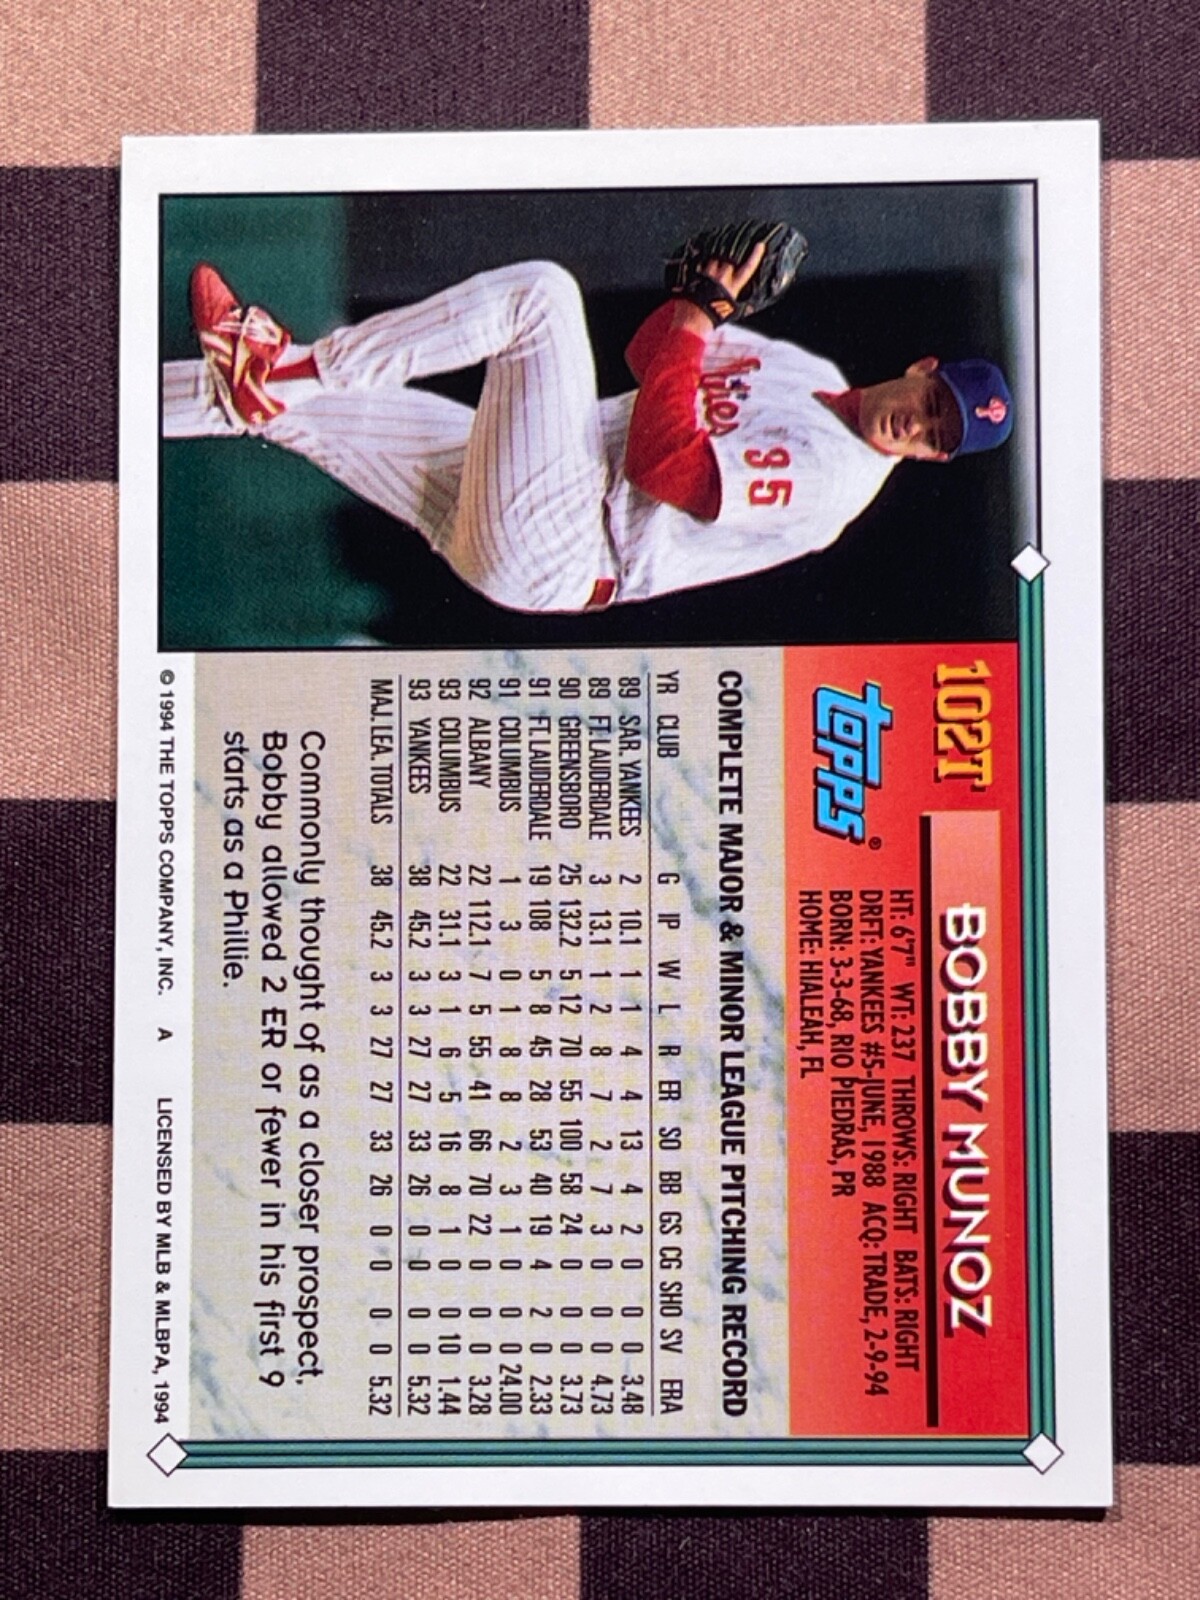 102T
BOBBY MUNOZ
topps®
HT: 6'7" WT: 237 THROWS: RIGHT BATS: RIGHT
DRFT: YANKEES #5-JUNE, 1988 ACQ: TRADE, 2-9-94
BORN: 3-3-68, RIO PIEDRAS, PR
HOME: HIALEAH, FL
COMPLETE MAJOR & MINOR LEAGUE PITCHING RECORD
YR CLUB G IP W L R ER SO BB GS CG SHO SV ERA
89 SAR. YANKEES 2 10.1 1 1 4 4 13 4 2 0 0 0 3.48
89 FT. LAUDERDALE 3 13.1 1 2 8 7 2 7 3 0 0 0 4.73
90 GREENSBORO 25 132.2 5 12 70 55 100 58 24 0 0 0 3.73
91 FT. LAUDERDALE 19 108 5 8 45 28 53 40 19 4 2 0 2.33
91 COLUMBUS 1 3 0 1 8 8 2 3 1 0 0 0 24.00
92 ALBANY 22 112.1 7 5 55 41 66 70 22 0 0 0 3.28
93 COLUMBUS 22 31.1 3 1 6 5 16 8 1 0 0 10 1.44
93 YANKEES 38 45.2 3 3 27 27 33 26 0 0 0 0 5.32
MAJ. LEA. TOTALS 38 45.2 3 3 27 27 33 26 0 0 0 0 5.32
Commonly thought of as a closer prospect,
Bobby allowed 2 ER or fewer in his first 9
starts as a Phillie.
© 1994 THE TOPPS COMPANY, INC. A LICENSED BY MLB & MLBPA, 1994
P
35